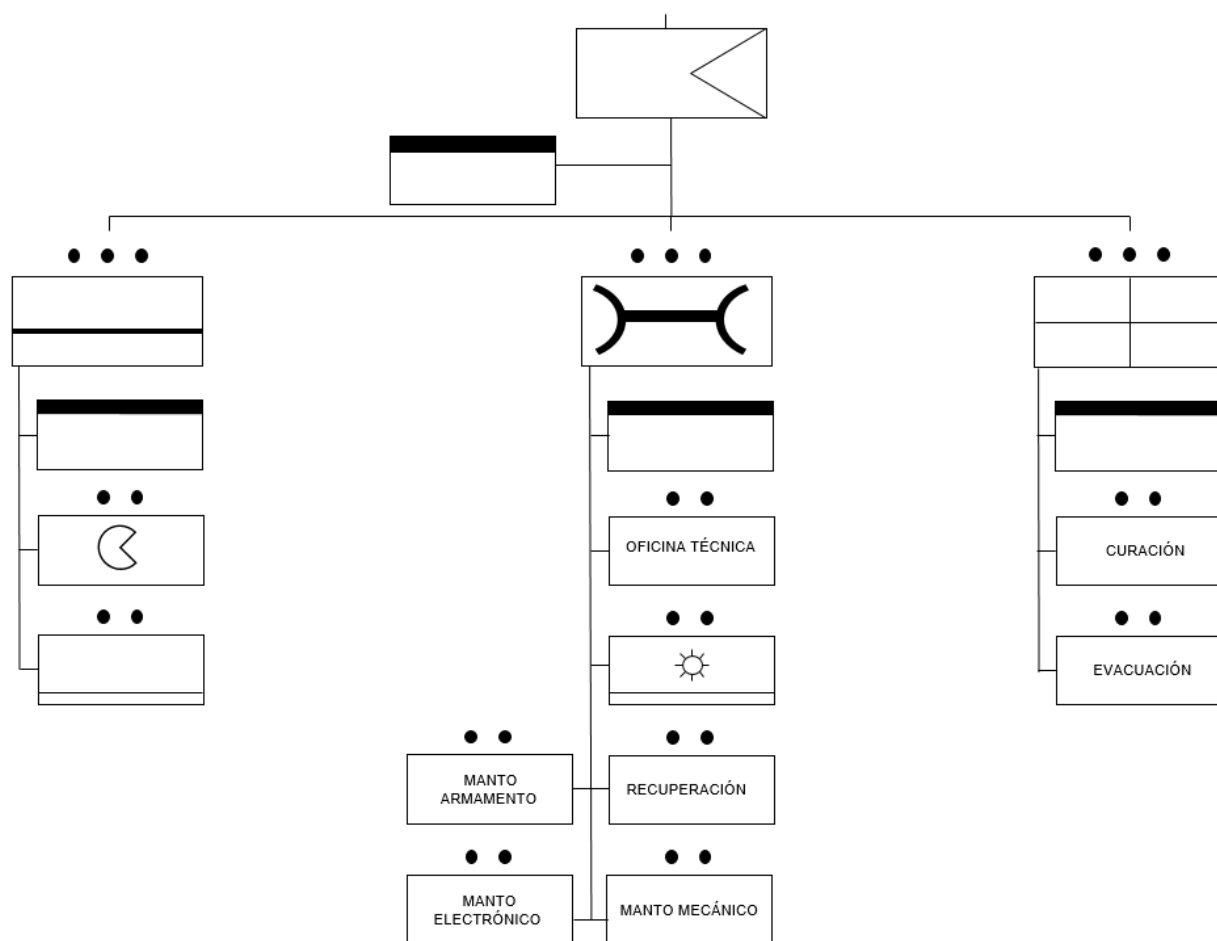 OFICINA TÉCNICA
CURACIÓN
EVACUACIÓN
MANTO
ARMAMENTO
RECUPERACIÓN
MANTO
ELECTRÓNICO
MANTO MECÁNICO